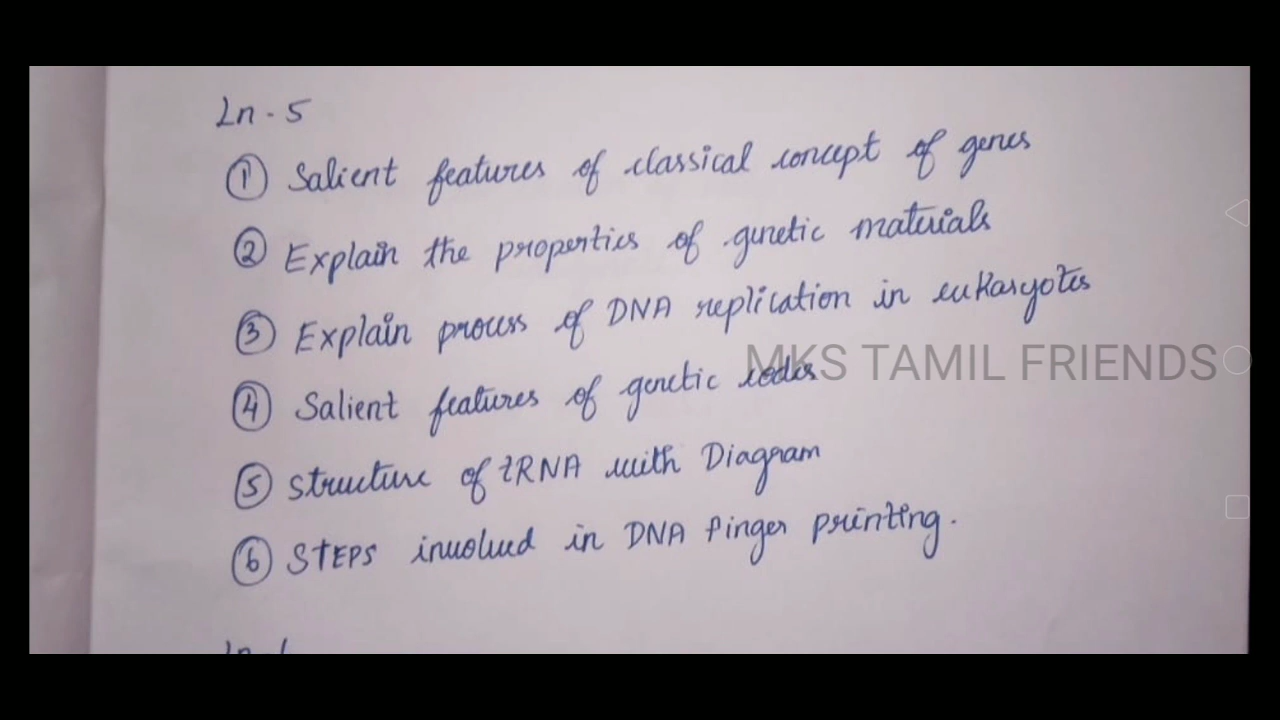 Ln - 5
① Salient features of classical concept of genes
② Explain the properties of genetic materials
③ Explain process of DNA replication in eukaryotes
MKS TAMIL FRIENDS
④ Salient features of genetic codes
⑤ Structure of tRNA with Diagram
⑥ STEPS involved in DNA finger printing.